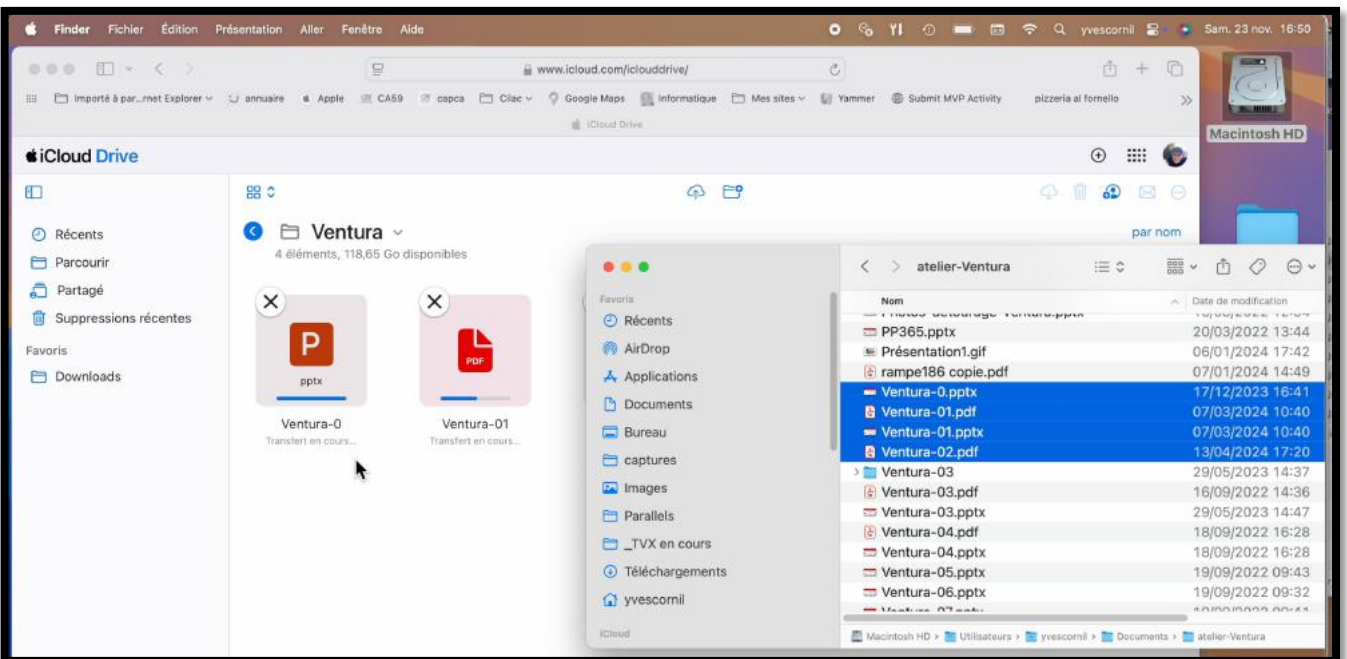 Finder Fichier Édition Présentation Aller Fenêtre Aide yvescornil Sam. 23 nov. 16:50
www.icloud.com/iclouddrive/
Importé à par...rnet Explorer annuaire Apple CA59 capca Cilac Google Maps Informatique Mes sites Yammer Submit MVP Activity pizzeria al fornello
iCloud Drive
Macintosh HD
iCloud Drive
Récents
Parcourir
Partagé
Suppressions récentes
Favoris
Downloads
Ventura
4 éléments, 118,65 Go disponibles
par nom
P
pptx
PDF
Ventura-0
Transfert en cours...
Ventura-01
Transfert en cours...
atelier-Ventura
Favoris
Récents
AirDrop
Applications
Documents
Bureau
captures
Images
Parallels
_TVX en cours
Téléchargements
yvescornil
iCloud
Nom Date de modification
PP365.pptx 20/03/2022 13:44
Présentation1.gif 06/01/2024 17:42
rampe186 copie.pdf 07/01/2024 14:49
Ventura-0.pptx 17/12/2023 16:41
Ventura-01.pdf 07/03/2024 10:40
Ventura-01.pptx 07/03/2024 10:40
Ventura-02.pdf 13/04/2024 17:20
Ventura-03 29/05/2023 14:37
Ventura-03.pdf 16/09/2022 14:36
Ventura-03.pptx 29/05/2023 14:47
Ventura-04.pdf 18/09/2022 16:28
Ventura-04.pptx 18/09/2022 16:28
Ventura-05.pptx 19/09/2022 09:43
Ventura-06.pptx 19/09/2022 09:32
Macintosh HD › Utilisateurs › yvescornil › Documents › atelier-Ventura